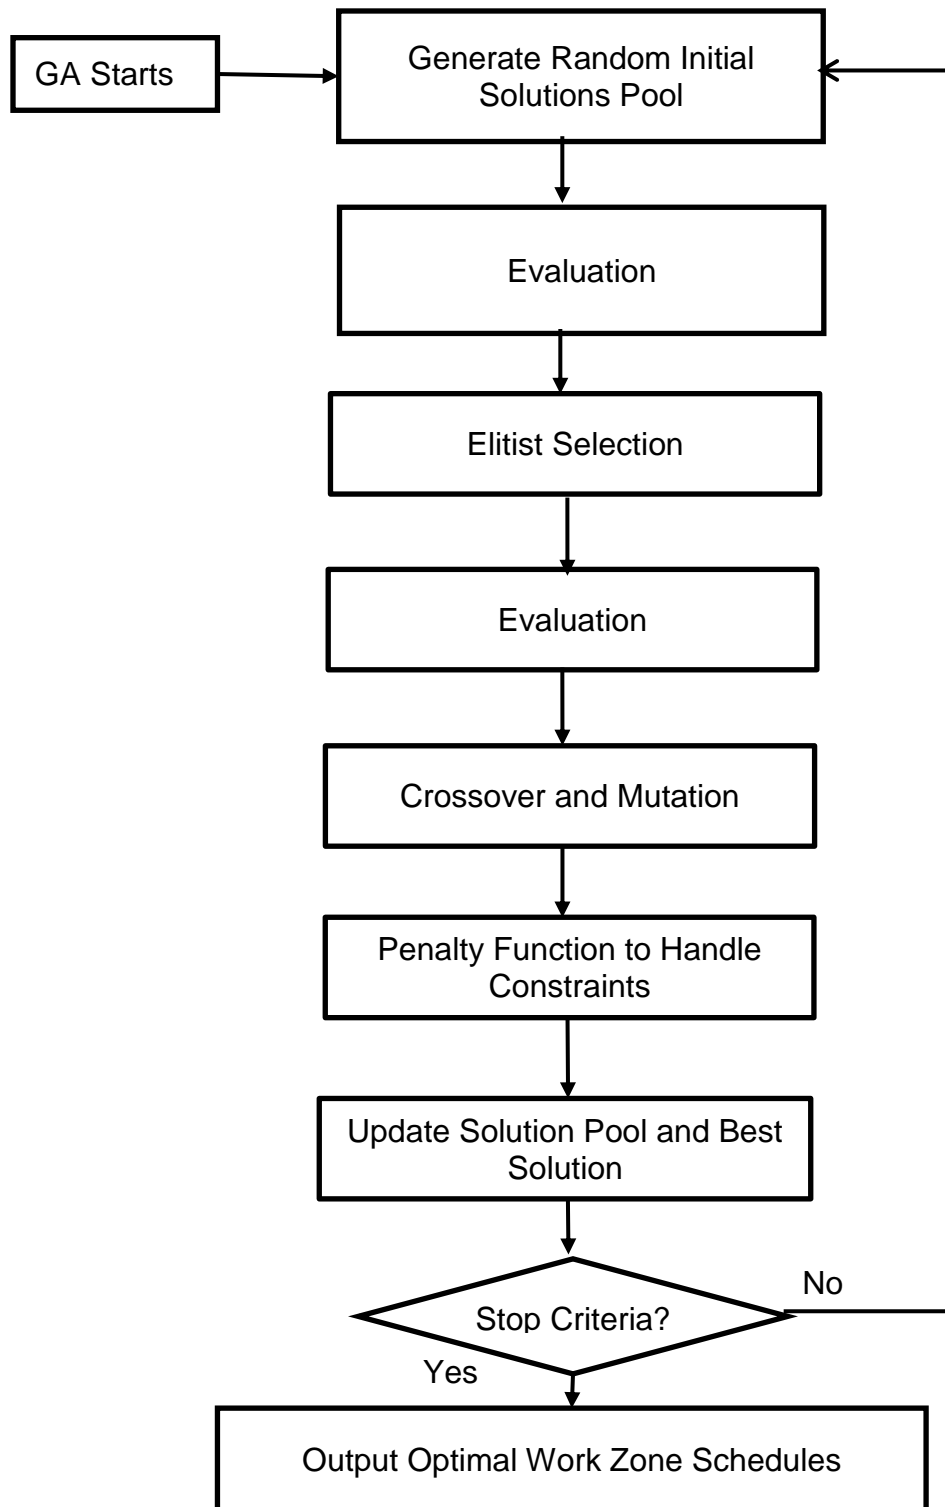 GA Starts
Generate Random Initial
Solutions Pool
Evaluation
Elitist Selection
Evaluation
Crossover and Mutation
Penalty Function to Handle
Constraints
Update Solution Pool and Best
Solution
Stop Criteria?
No
Yes
Output Optimal Work Zone Schedules